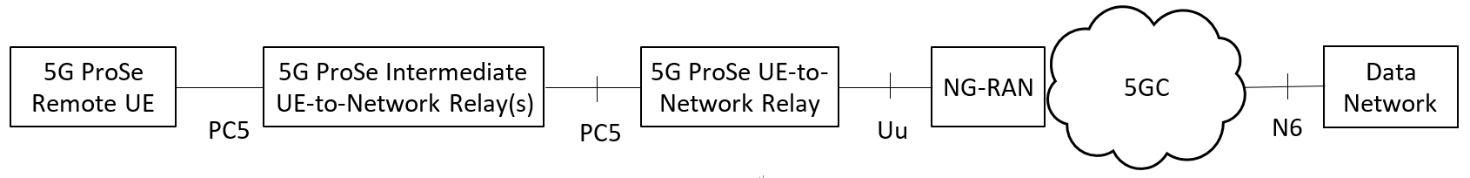 5G ProSe
Remote UE
PC5
5G ProSe Intermediate
UE-to-Network Relay(s)
PC5
5G ProSe UE-to-
Network Relay
Uu
NG-RAN
5GC
N6
Data
Network